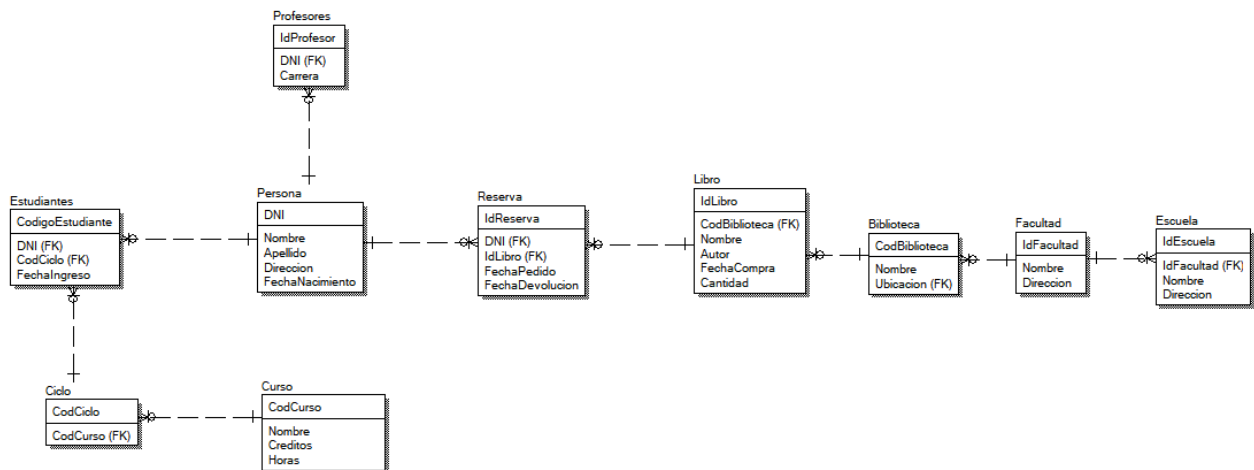 Profesores
IdProfesor
DNI (FK)
Carrera
Estudiantes
CodigoEstudiante
DNI (FK)
CodCiclo (FK)
FechaIngreso
Persona
DNI
Nombre
Apellido
Direccion
FechaNacimiento
Reserva
IdReserva
DNI (FK)
IdLibro (FK)
FechaPedido
FechaDevolucion
Libro
IdLibro
CodBiblioteca (FK)
Nombre
Autor
FechaCompra
Cantidad
Biblioteca
CodBiblioteca
Nombre
Ubicacion (FK)
Facultad
IdFacultad
Nombre
Direccion
Escuela
IdEscuela
IdFacultad (FK)
Nombre
Direccion
Ciclo
CodCiclo
CodCurso (FK)
Curso
CodCurso
Nombre
Creditos
Horas